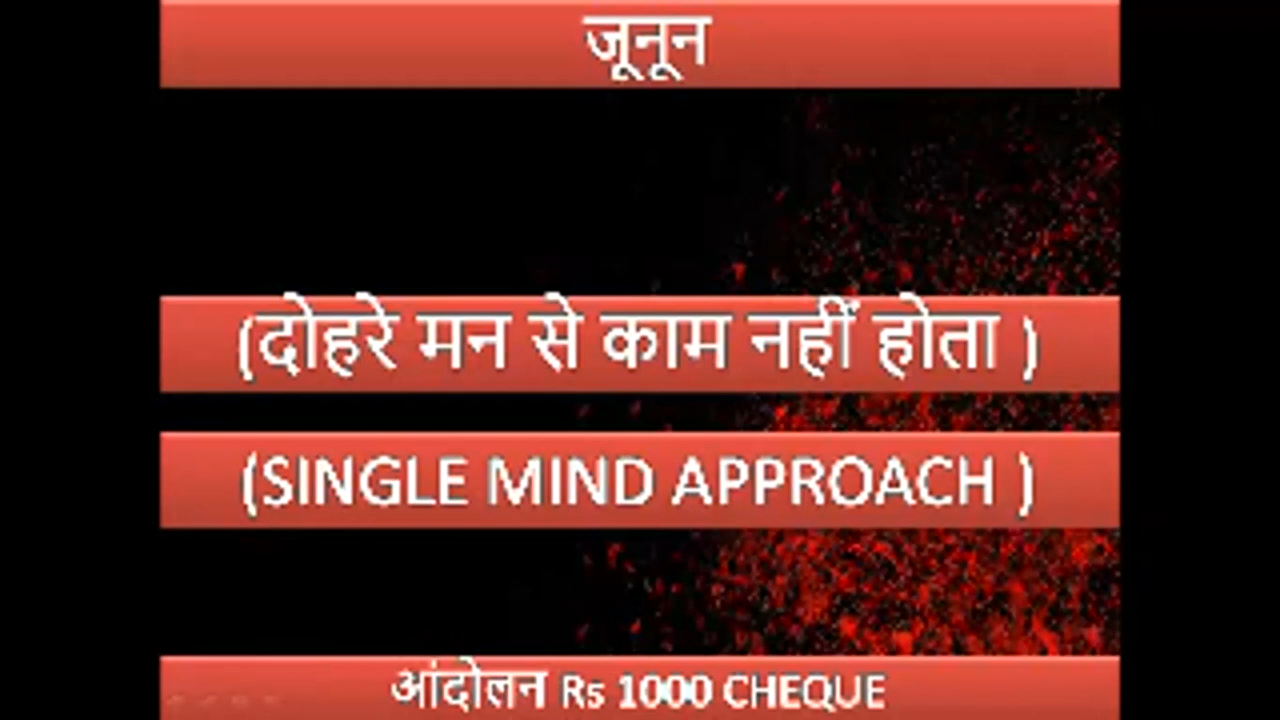 जूनून
(दोहरे मन से काम नहीं होता )
(SINGLE MIND APPROACH )
आंदोलन Rs 1000 CHEQUE